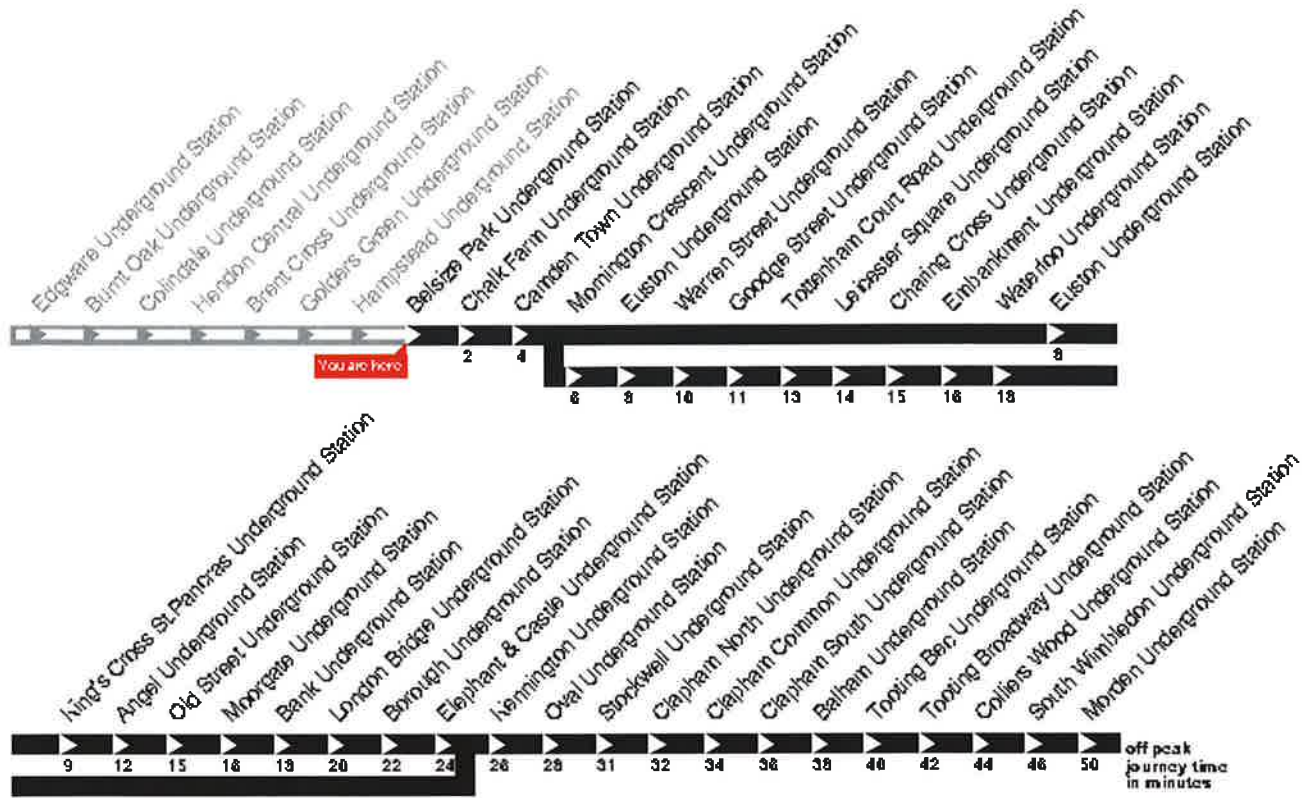 Edgware Underground Station
Burnt Oak Underground Station
Colindale Underground Station
Hendon Central Underground Station
Brent Cross Underground Station
Golders Green Underground Station
Hampstead Underground Station
Belsize Park Underground Station
Chalk Farm Underground Station
Camden Town Underground Station
Mornington Crescent Underground Station
Euston Underground Station
Warren Street Underground Station
Goodge Street Underground Station
Tottenham Court Road Underground Station
Leicester Square Underground Station
Charing Cross Underground Station
Embankment Underground Station
Waterloo Underground Station
Euston Underground Station
You are here
2 4 8
6 8 10 11 13 14 15 16 18
King's Cross St.Pancras Underground Station
Angel Underground Station
Old Street Underground Station
Moorgate Underground Station
Bank Underground Station
London Bridge Underground Station
Borough Underground Station
Elephant & Castle Underground Station
Kennington Underground Station
Oval Underground Station
Stockwell Underground Station
Clapham North Underground Station
Clapham Common Underground Station
Clapham South Underground Station
Balham Underground Station
Tooting Bec Underground Station
Tooting Broadway Underground Station
Colliers Wood Underground Station
South Wimbledon Underground Station
Morden Underground Station
9 12 15 16 18 20 22 24 26 28 31 32 34 36 38 40 42 44 46 50
off peak
journey time
in minutes